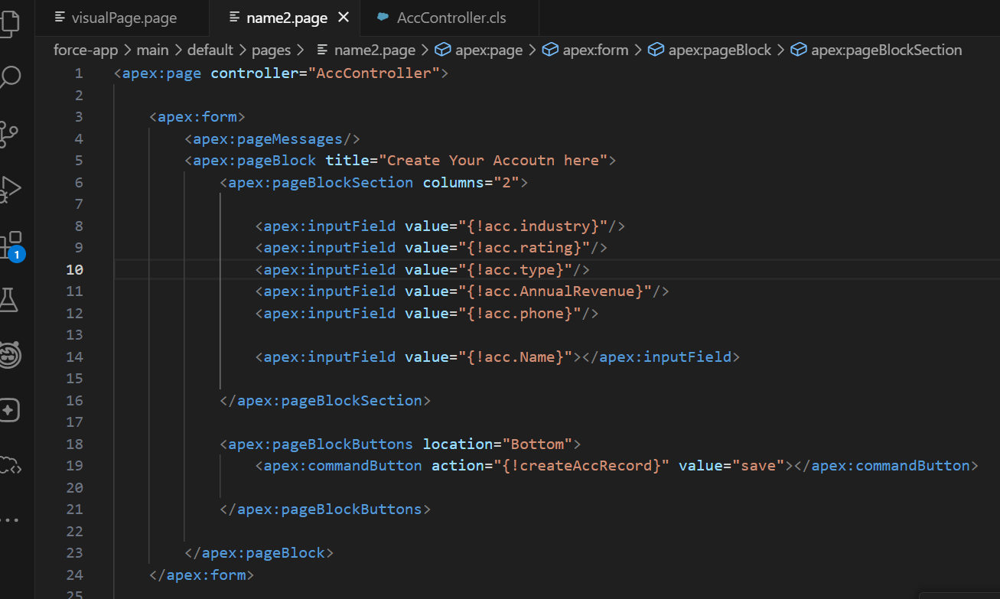 visualPage.page name2.page AccController.cls
force-app > main > default > pages > name2.page > apex:page > apex:form > apex:pageBlock > apex:pageBlockSection
1 <apex:page controller="AccController">
2
3 <apex:form>
4 <apex:pageMessages/>
5 <apex:pageBlock title="Create Your Accoutn here">
6 <apex:pageBlockSection columns="2">
7
8 <apex:inputField value="{!acc.industry}"/>
9 <apex:inputField value="{!acc.rating}"/>
1
10 <apex:inputField value="{!acc.type}"/>
11 <apex:inputField value="{!acc.AnnualRevenue}"/>
12 <apex:inputField value="{!acc.phone}"/>
13
14 <apex:inputField value="{!acc.Name}"></apex:inputField>
15
16 </apex:pageBlockSection>
17
18 <apex:pageBlockButtons location="Bottom">
19 <apex:commandButton action="{!createAccRecord}" value="save"></apex:commandButton>
20
21 </apex:pageBlockButtons>
22
23 </apex:pageBlock>
24 </apex:form>
25